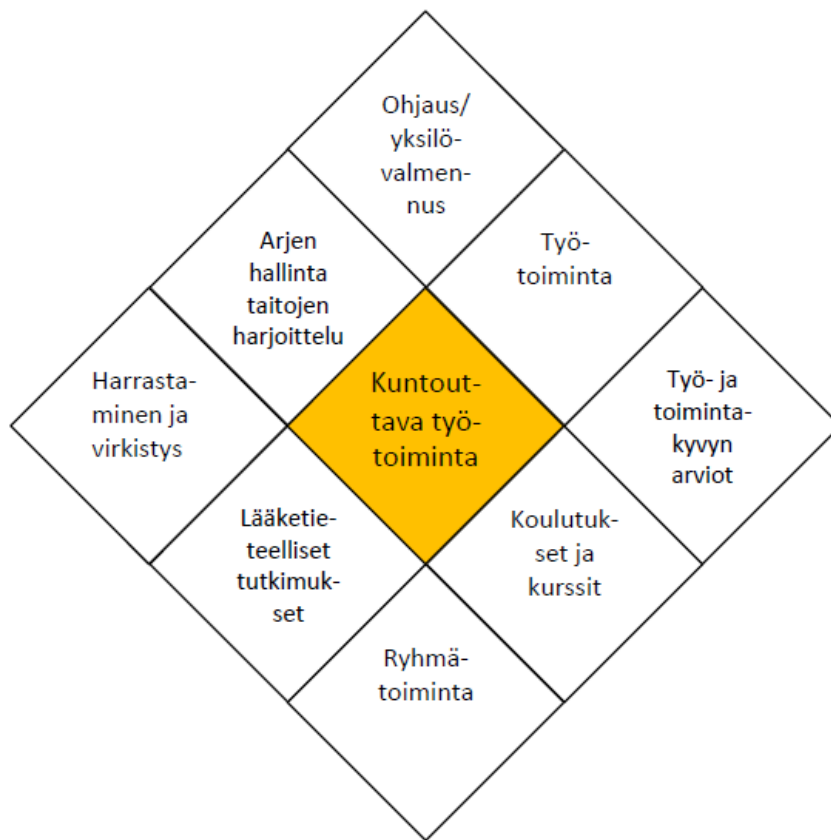 Ohjaus/
yksilö-
valmen-
nus
Arjen
hallinta
taitojen
harjoittelu
Työ-
toiminta
Harrasta-
minen ja
virkistys
Kuntout-
tava työ-
toiminta
Työ- ja
toiminta-
kyvyn
arviot
Lääketie-
teelliset
tutkimuk-
set
Koulutuk-
set ja
kurssit
Ryhmä-
toiminta